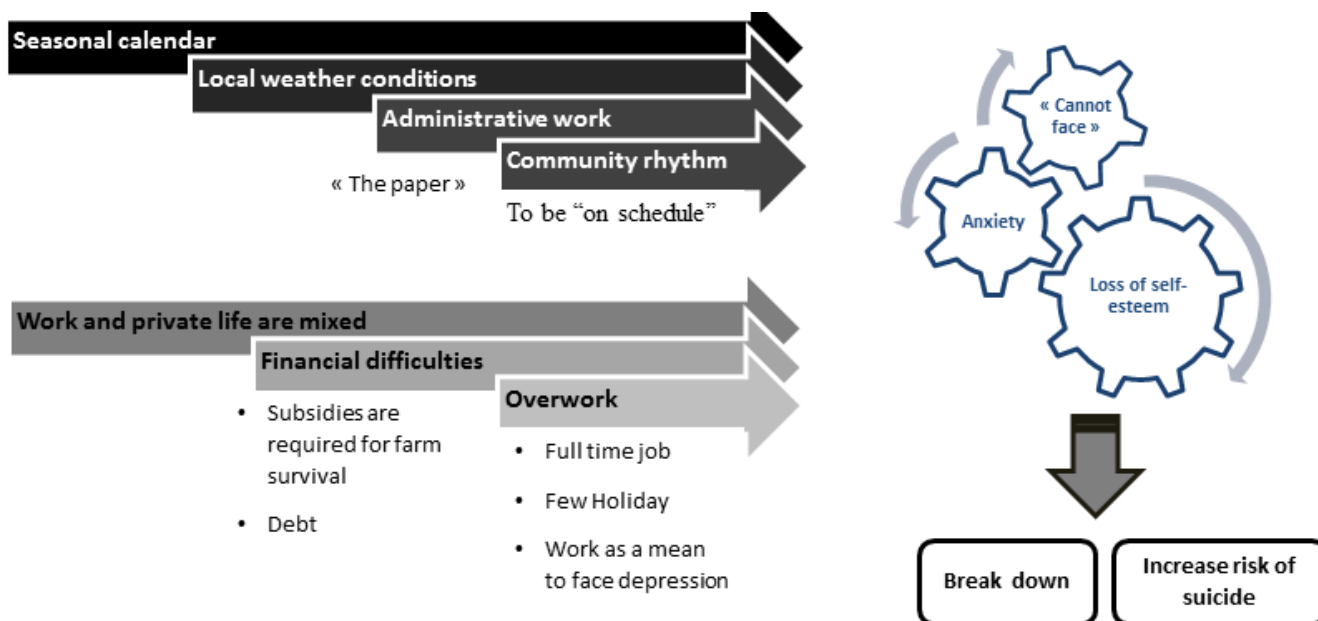 Seasonal calendar
Local weather conditions
Administrative work
Community rhythm
« The paper »
To be “on schedule”
Work and private life are mixed
Financial difficulties
Overwork
• Subsidies are
required for farm
survival
• Debt
• Full time job
• Few Holiday
• Work as a mean
to face depression
« Cannot
face »
Anxiety
Loss of self-
esteem
Break down
Increase risk of
suicide